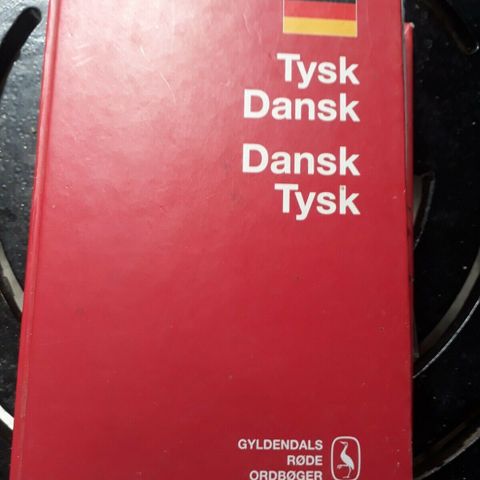 Tysk
Dansk
Dansk
Tysk
GYLDENDALS
RØDE
ORDBØGER